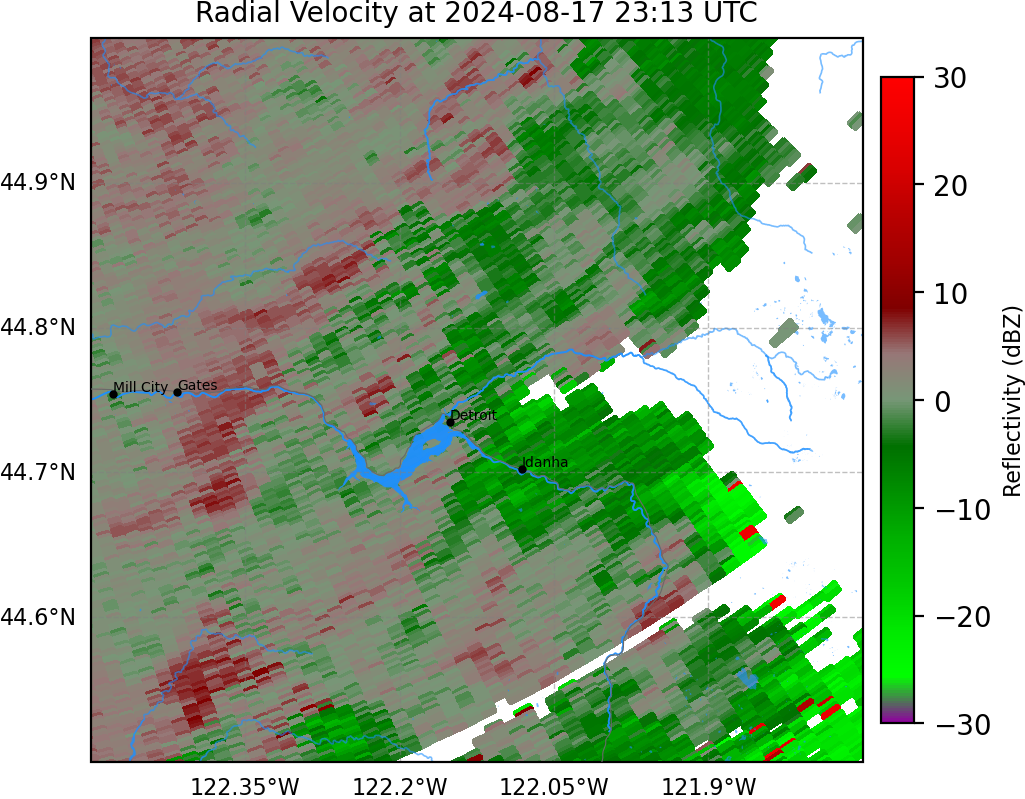 Radial Velocity at 2024-08-17 23:13 UTC
30
20
44.9°N
10
44.8°N
Mill City
Gates
0
Detroit
Idanha
44.7°N
−10
44.6°N
−20
−30
Reflectivity (dBZ)
122.35°W
122.2°W
122.05°W
121.9°W